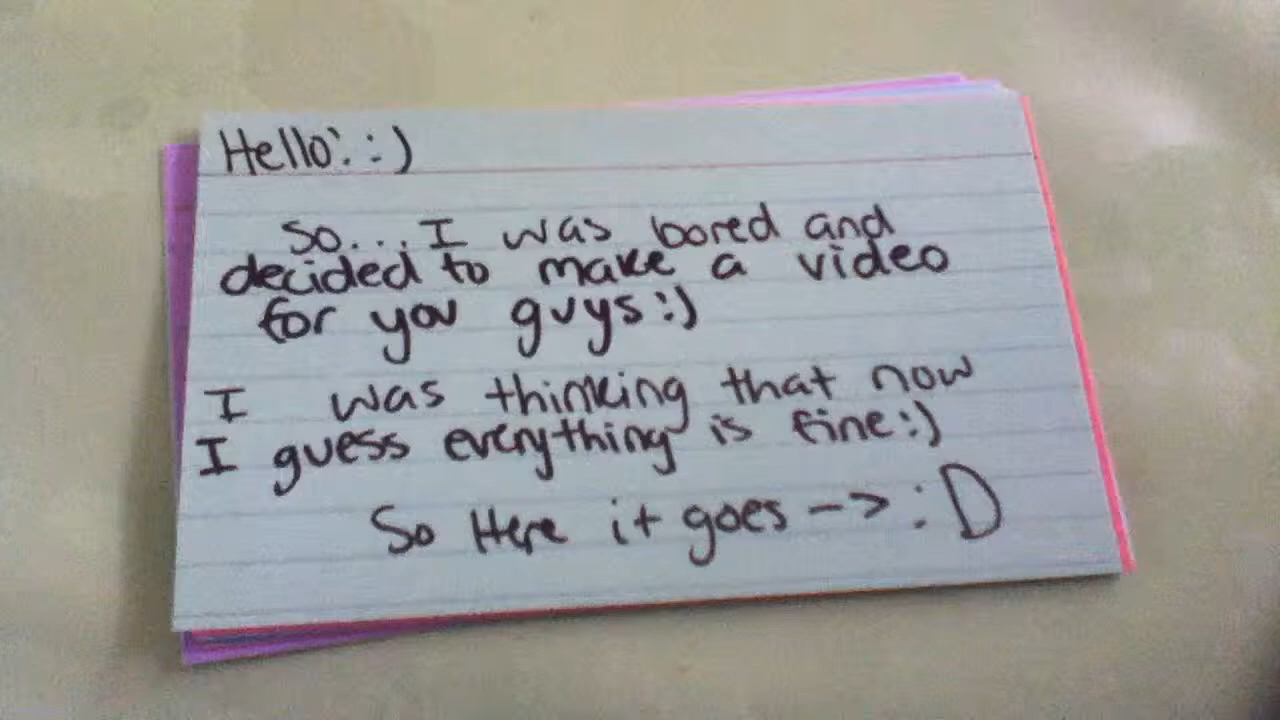 Hello! :)
So... I was bored and
decided to make a video
for you guys :)
I was thinking that now
I guess everything is fine :)
So Here it goes --> :D